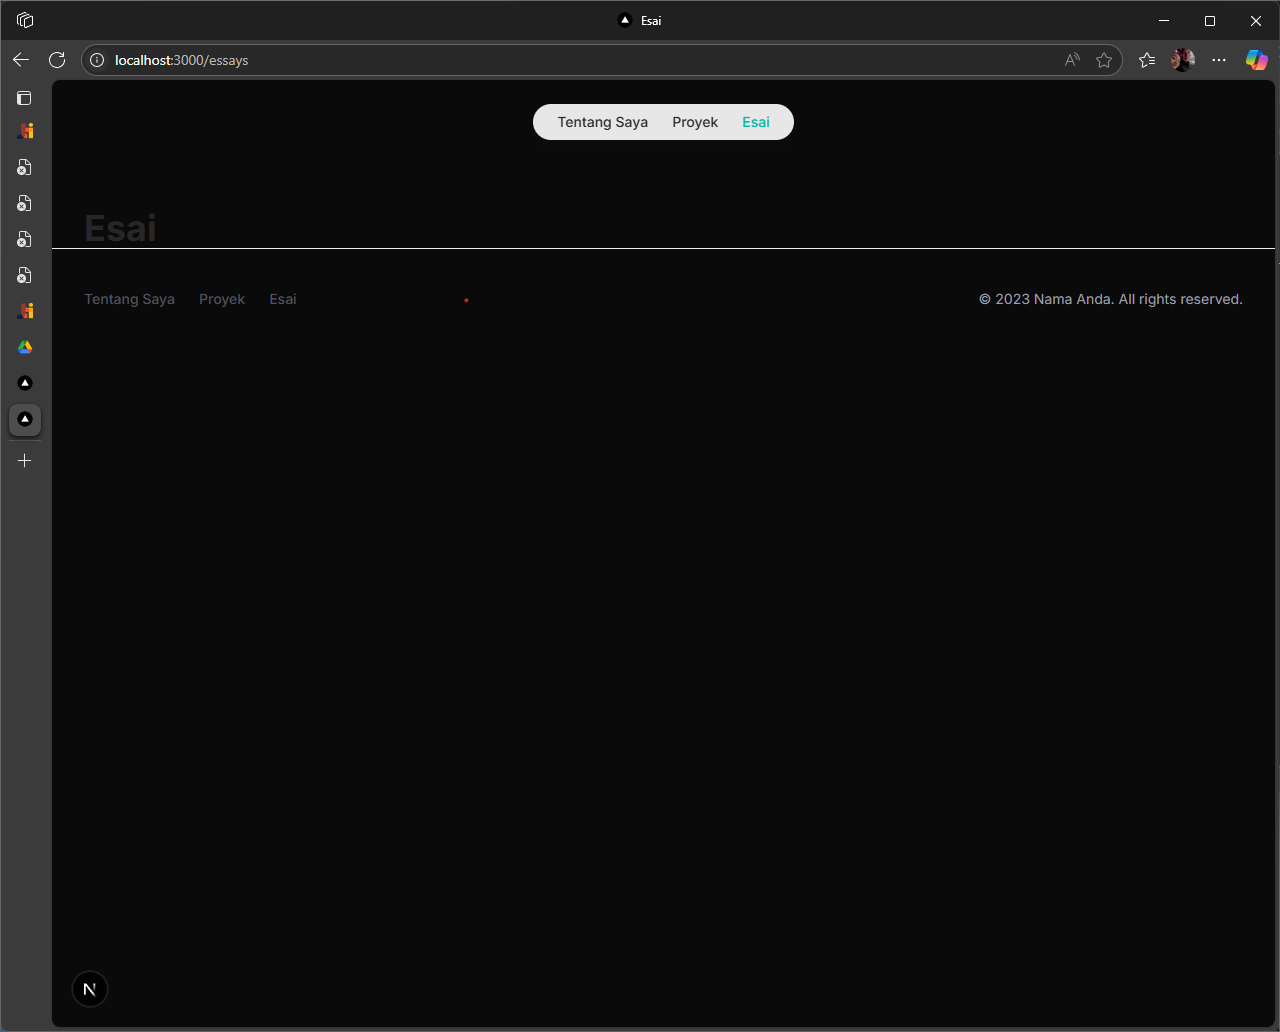 Esai
localhost:3000/essays
Tentang Saya Proyek Esai
Esai
Tentang Saya Proyek Esai © 2023 Nama Anda. All rights reserved.
N